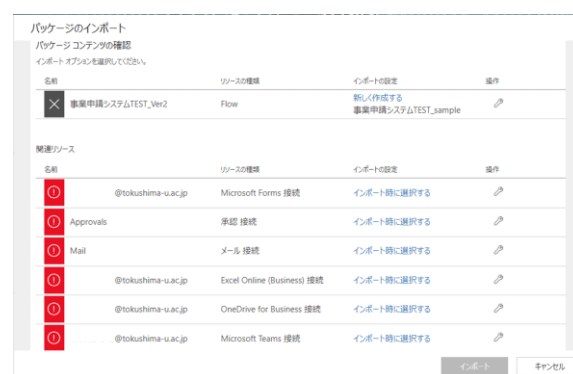 パッケージのインポート
パッケージ コンテンツの確認
インポート オプションを選択してください。
名前 リソースの種類 インポートの設定 操作
事業申請システムTEST_Ver2 Flow 新しく作成する
事業申請システムTEST_sample
関連リソース
名前 リソースの種類 インポートの設定 操作
@tokushima-u.ac.jp Microsoft Forms 接続 インポート時に選択する
Approvals 承認 接続 インポート時に選択する
Mail メール 接続 インポート時に選択する
@tokushima-u.ac.jp Excel Online (Business) 接続 インポート時に選択する
@tokushima-u.ac.jp OneDrive for Business 接続 インポート時に選択する
@tokushima-u.ac.jp Microsoft Teams 接続 インポート時に選択する
インポート キャンセル